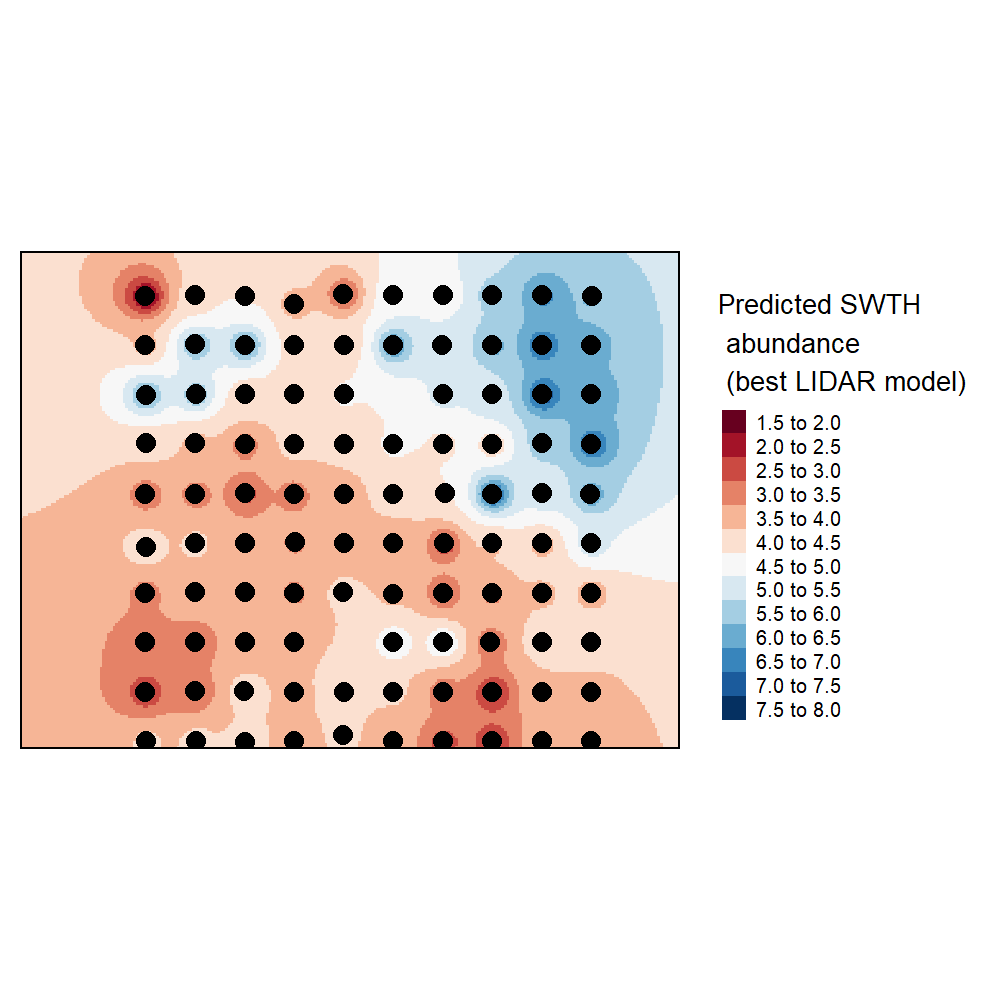 Predicted SWTH
abundance
(best LIDAR model)
1.5 to 2.0
2.0 to 2.5
2.5 to 3.0
3.0 to 3.5
3.5 to 4.0
4.0 to 4.5
4.5 to 5.0
5.0 to 5.5
5.5 to 6.0
6.0 to 6.5
6.5 to 7.0
7.0 to 7.5
7.5 to 8.0